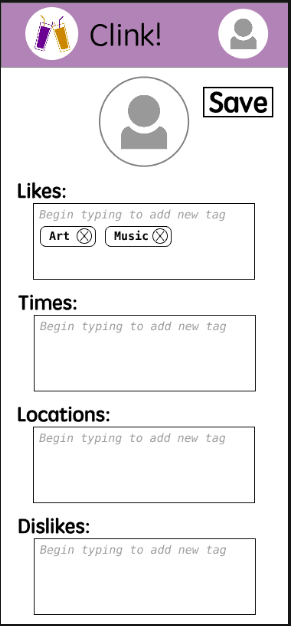 Clink!
Save
Likes:
Begin typing to add new tag
Art Music
Times:
Begin typing to add new tag
Locations:
Begin typing to add new tag
Dislikes:
Begin typing to add new tag